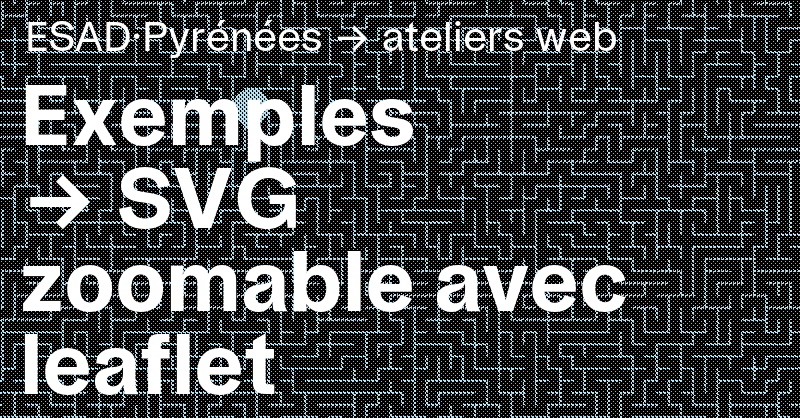 ESAD·Pyrénées → ateliers web
Exemples
→ SVG
zoomable avec
leaflet